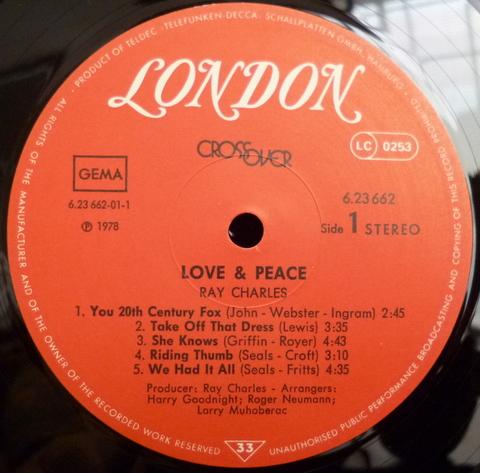 PRODUCT OF TELDEC »TELEFUNKEN-DECCA« SCHALLPLATTEN GMBH, HAMBURG ·
LONDON
CROSSOVER
LC 0253
GEMA
6.23 662-01-1
6.23 662
℗ 1978
Side 1 STEREO
LOVE & PEACE
RAY CHARLES
1. You 20th Century Fox (John - Webster - Ingram) 2:45
2. Take Off That Dress (Lewis) 3:35
3. She Knows (Griffin - Royer) 4:43
4. Riding Thumb (Seals - Croft) 3:10
5. We Had It All (Seals - Fritts) 4:35
Producer: Ray Charles - Arrangers:
Harry Goodnight; Roger Neumann;
Larry Muhoberac
33
ALL RIGHTS OF THE MANUFACTURER AND OF THE OWNER OF THE RECORDED WORK RESERVED
UNAUTHORISED PUBLIC PERFORMANCE BROADCASTING AND COPYING OF THIS RECORD PROHIBITED